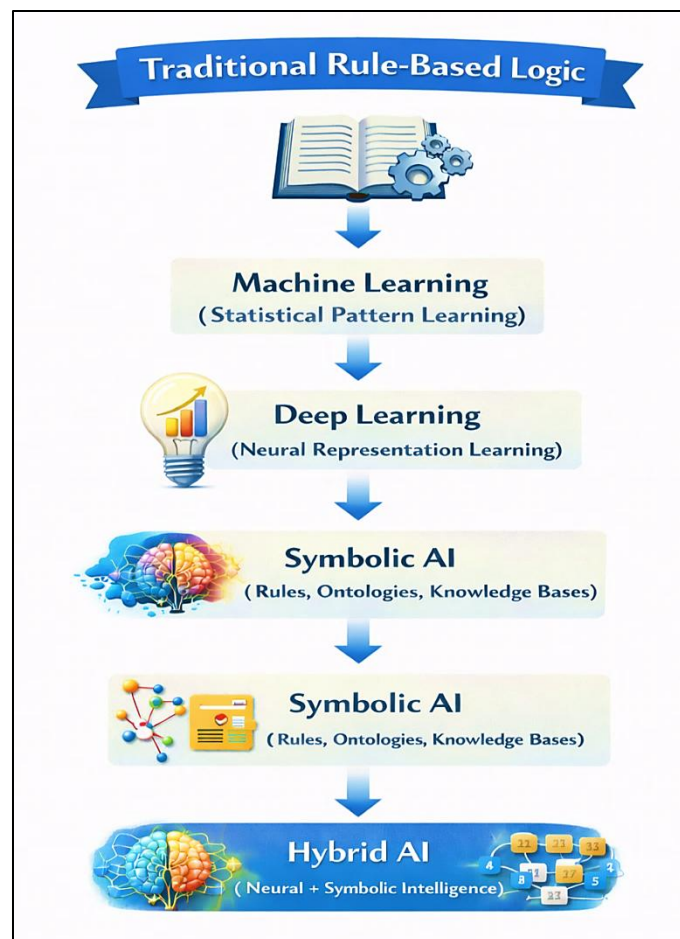 Traditional Rule-Based Logic
Machine Learning
(Statistical Pattern Learning)
Deep Learning
(Neural Representation Learning)
Symbolic AI
(Rules, Ontologies, Knowledge Bases)
Symbolic AI
(Rules, Ontologies, Knowledge Bases)
Hybrid AI
(Neural + Symbolic Intelligence)